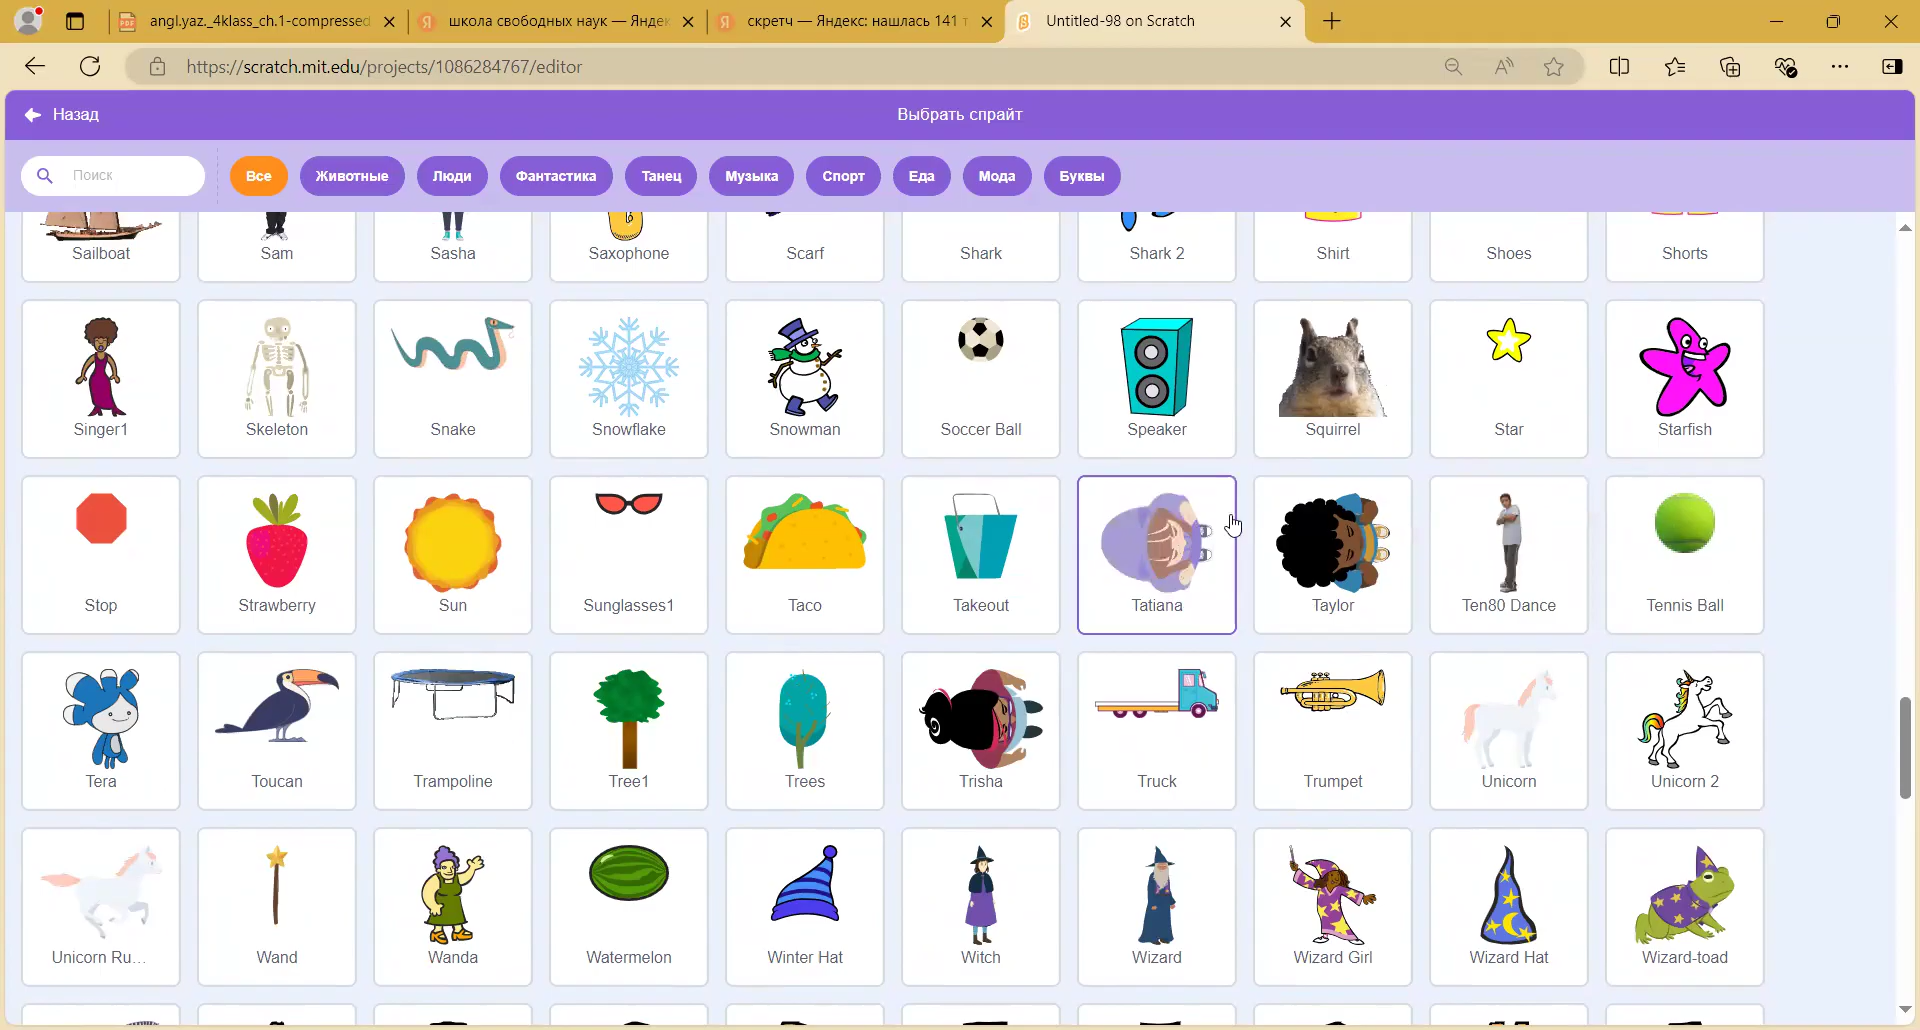 angl.yaz._4klass_ch.1-compressed
школа свободных наук — Яндек
скретч — Яндекс: нашлась 141 т
Untitled-98 on Scratch
https://scratch.mit.edu/projects/1086284767/editor
Назад
Выбрать спрайт
Поиск
Все
Животные
Люди
Фантастика
Танец
Музыка
Спорт
Еда
Мода
Буквы
Sailboat
Sam
Sasha
Saxophone
Scarf
Shark
Shark 2
Shirt
Shoes
Shorts
Singer1
Skeleton
Snake
Snowflake
Snowman
Soccer Ball
Speaker
Squirrel
Star
Starfish
Stop
Strawberry
Sun
Sunglasses1
Taco
Takeout
Tatiana
Taylor
Ten80 Dance
Tennis Ball
Tera
Toucan
Trampoline
Tree1
Trees
Trisha
Truck
Trumpet
Unicorn
Unicorn 2
Unicorn Ru...
Wand
Wanda
Watermelon
Winter Hat
Witch
Wizard
Wizard Girl
Wizard Hat
Wizard-toad